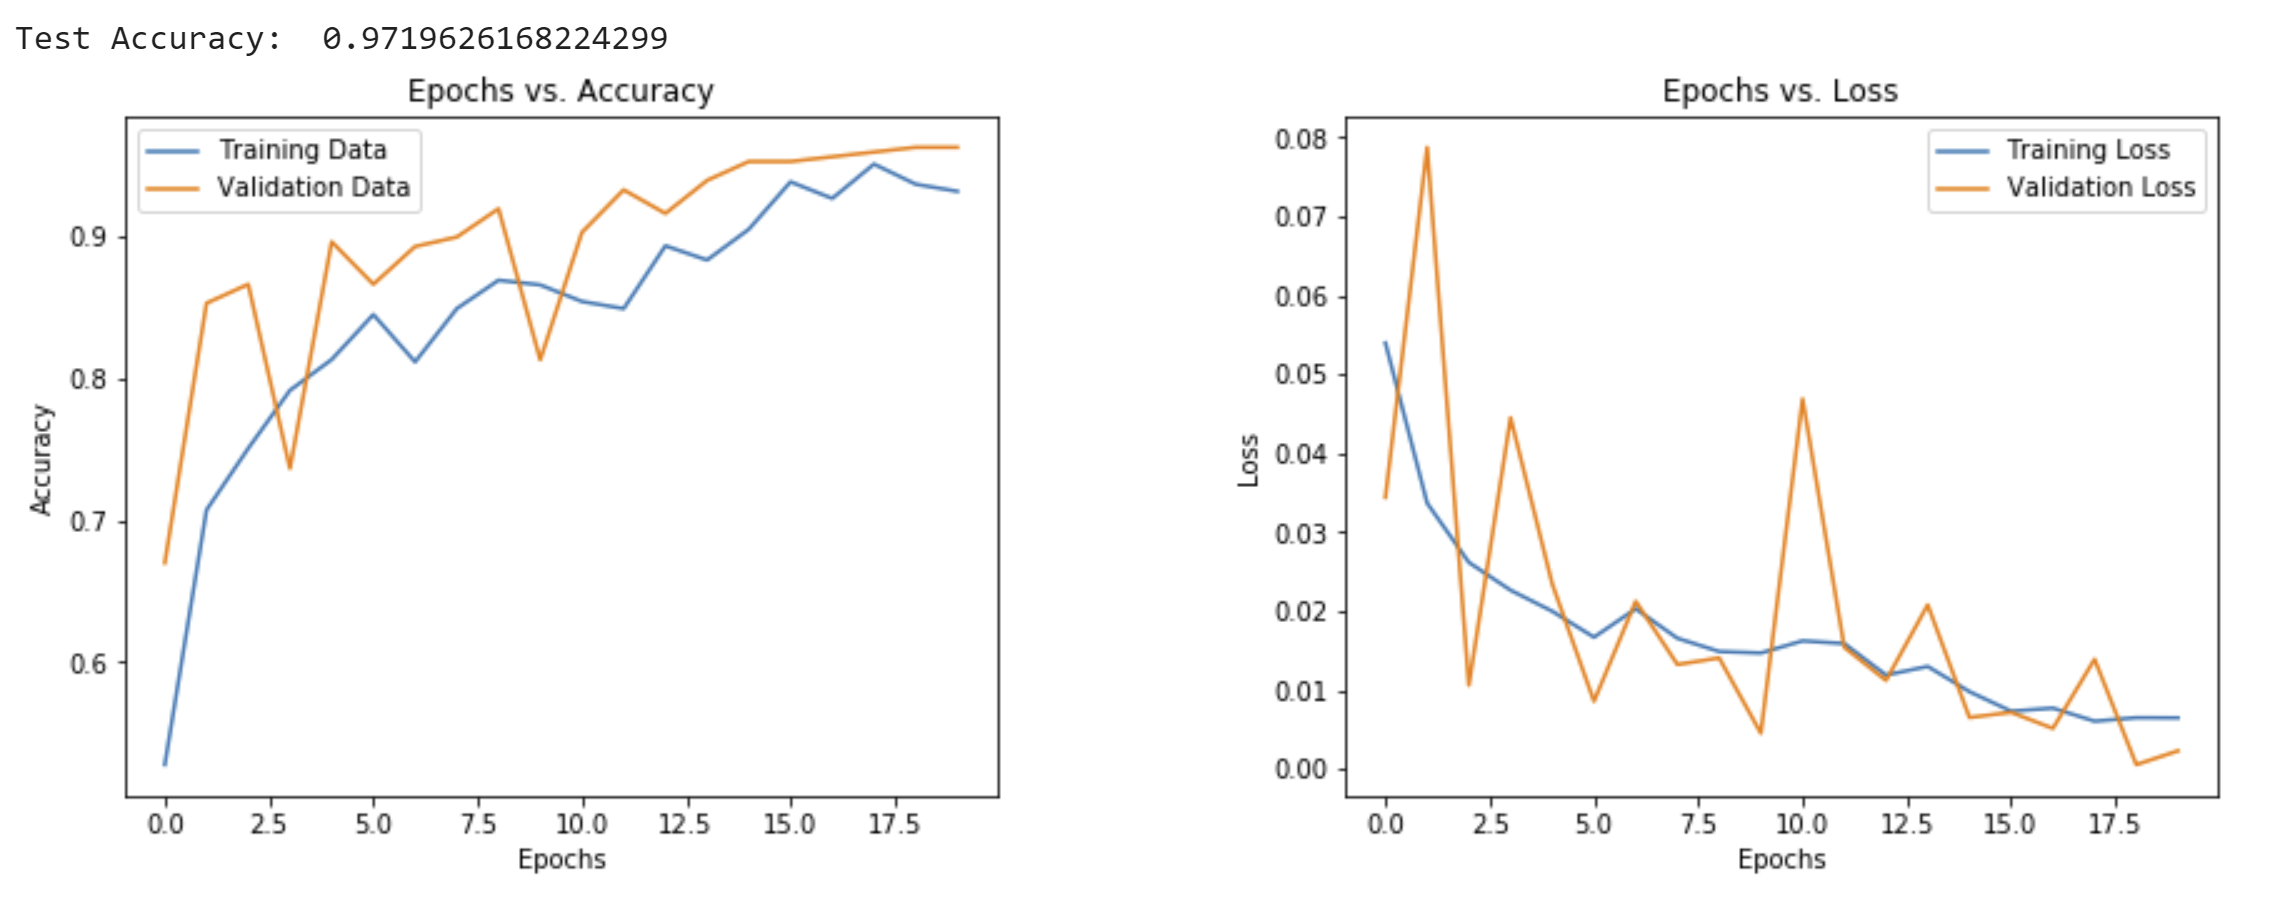 Test Accuracy:  0.9719626168224299
Epochs vs. Accuracy
Training Data
Validation Data
0.9
0.8
0.7
0.6
Accuracy
0.0 2.5 5.0 7.5 10.0 12.5 15.0 17.5
Epochs
Epochs vs. Loss
Training Loss
Validation Loss
0.08
0.07
0.06
0.05
0.04
0.03
0.02
0.01
0.00
Loss
0.0 2.5 5.0 7.5 10.0 12.5 15.0 17.5
Epochs